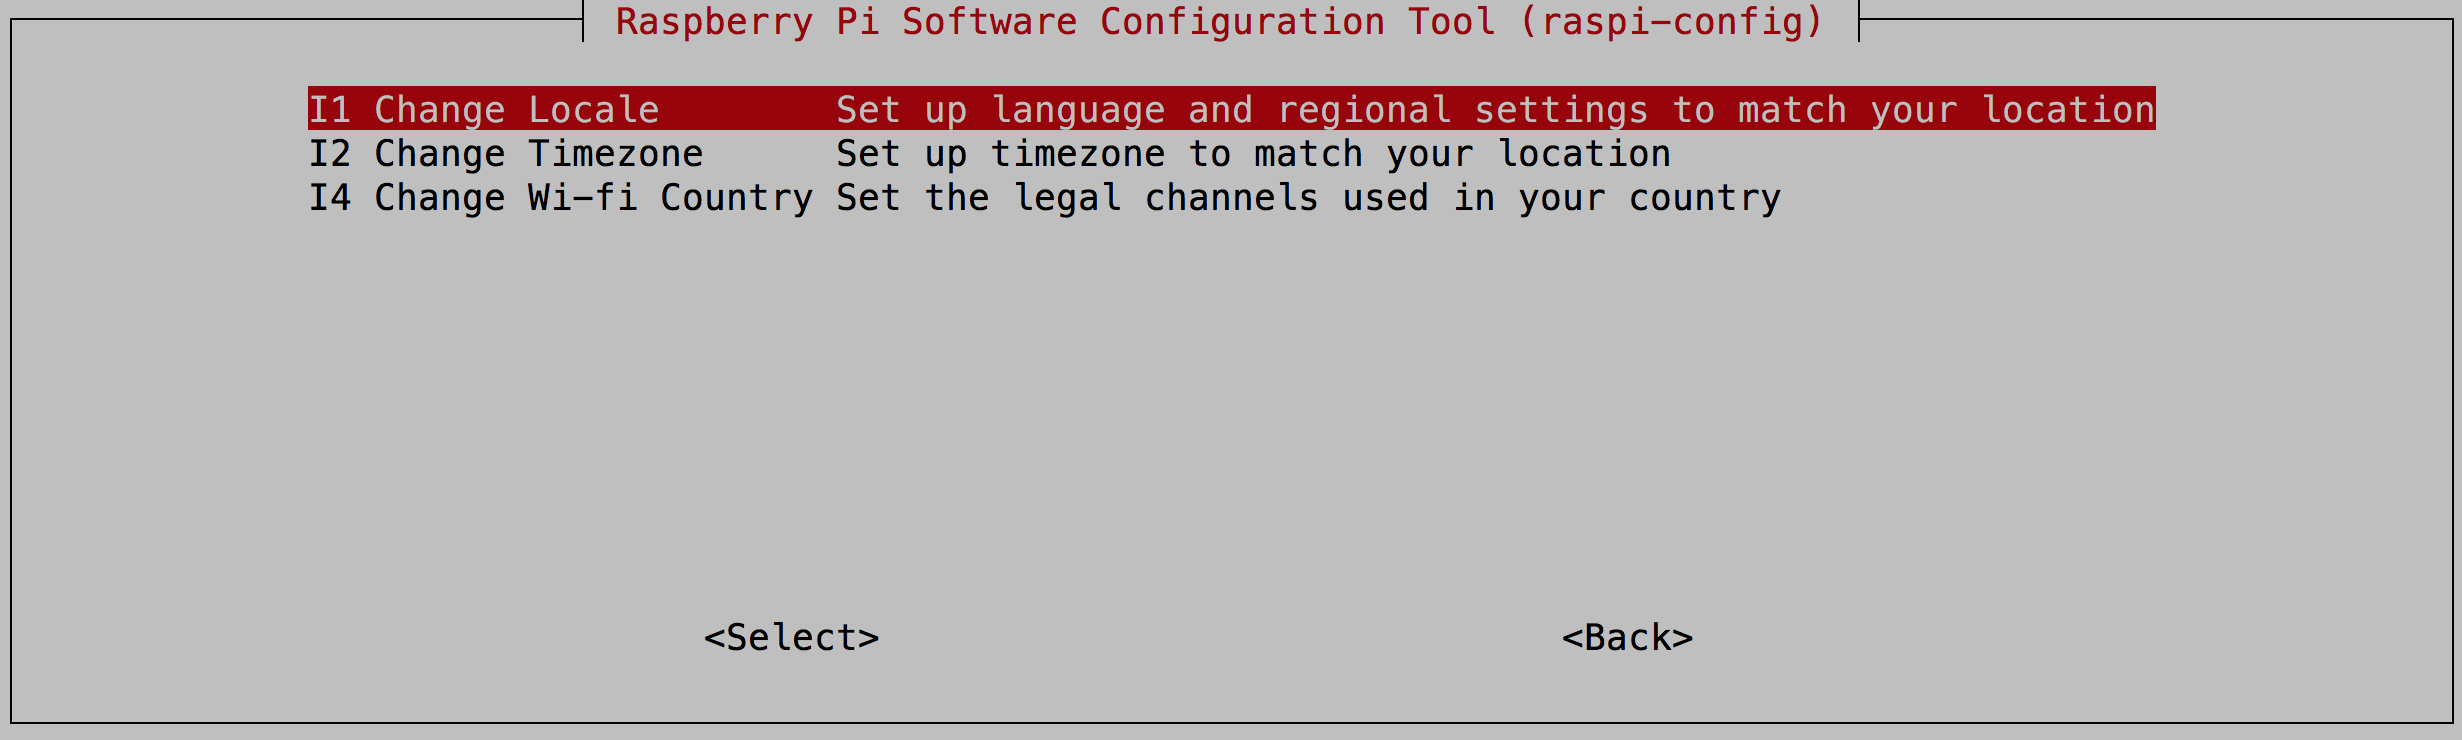 Raspberry Pi Software Configuration Tool (raspi-config)
I1 Change Locale Set up language and regional settings to match your location
I2 Change Timezone Set up timezone to match your location
I4 Change Wi-fi Country Set the legal channels used in your country
<Select> <Back>